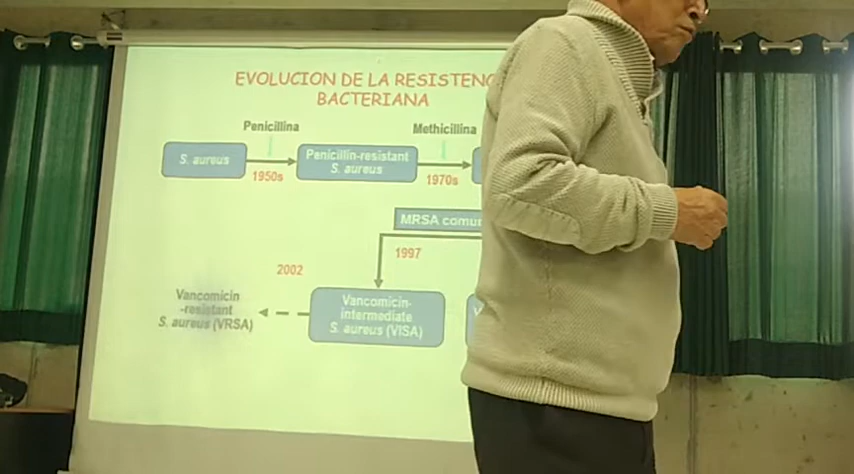 EVOLUCION DE LA RESISTENC
BACTERIANA
Penicillina
Methicillina
S. aureus
Penicillin-resistant
S. aureus
1950s
1970s
MRSA comun
1997
2002
Vancomicin
-resistant
S. aureus (VRSA)
Vancomicin-
intermediate
S. aureus (VISA)
V